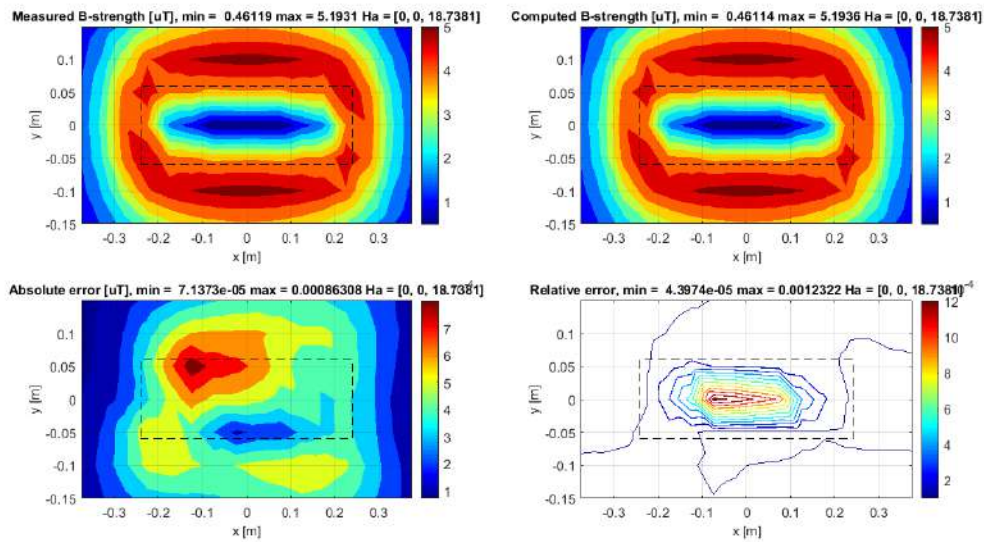 Measured B-strength [uT], min = 0.46119 max = 5.1931 Ha = [0, 0, 18.7381]
5
0.1
0.05
0
-0.05
-0.1
-0.15
y [m]
-0.3 -0.2 -0.1 0 0.1 0.2 0.3
x [m]
4
3
2
1
Computed B-strength [uT], min = 0.46114 max = 5.1936 Ha = [0, 0, 18.7381]
5
0.1
0.05
0
-0.05
-0.1
-0.15
y [m]
-0.3 -0.2 -0.1 0 0.1 0.2 0.3
x [m]
4
3
2
1
Absolute error [uT], min = 7.1373e-05 max = 0.00086308 Ha = [0, 0, 18.7381]
0.1
0.05
0
-0.05
-0.1
-0.15
y [m]
-0.3 -0.2 -0.1 0 0.1 0.2 0.3
x [m]
7
6
5
4
3
2
1
Relative error, min = 4.3974e-05 max = 0.0012322 Ha = [0, 0, 18.7381]
12
0.1
0.05
0
-0.05
-0.1
-0.15
y [m]
-0.3 -0.2 -0.1 0 0.1 0.2 0.3
x [m]
10
8
6
4
2